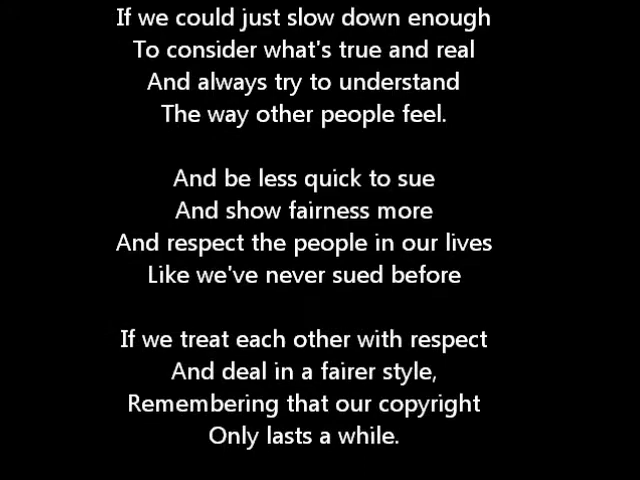 If we could just slow down enough
To consider what's true and real
And always try to understand
The way other people feel.
And be less quick to sue
And show fairness more
And respect the people in our lives
Like we've never sued before
If we treat each other with respect
And deal in a fairer style,
Remembering that our copyright
Only lasts a while.